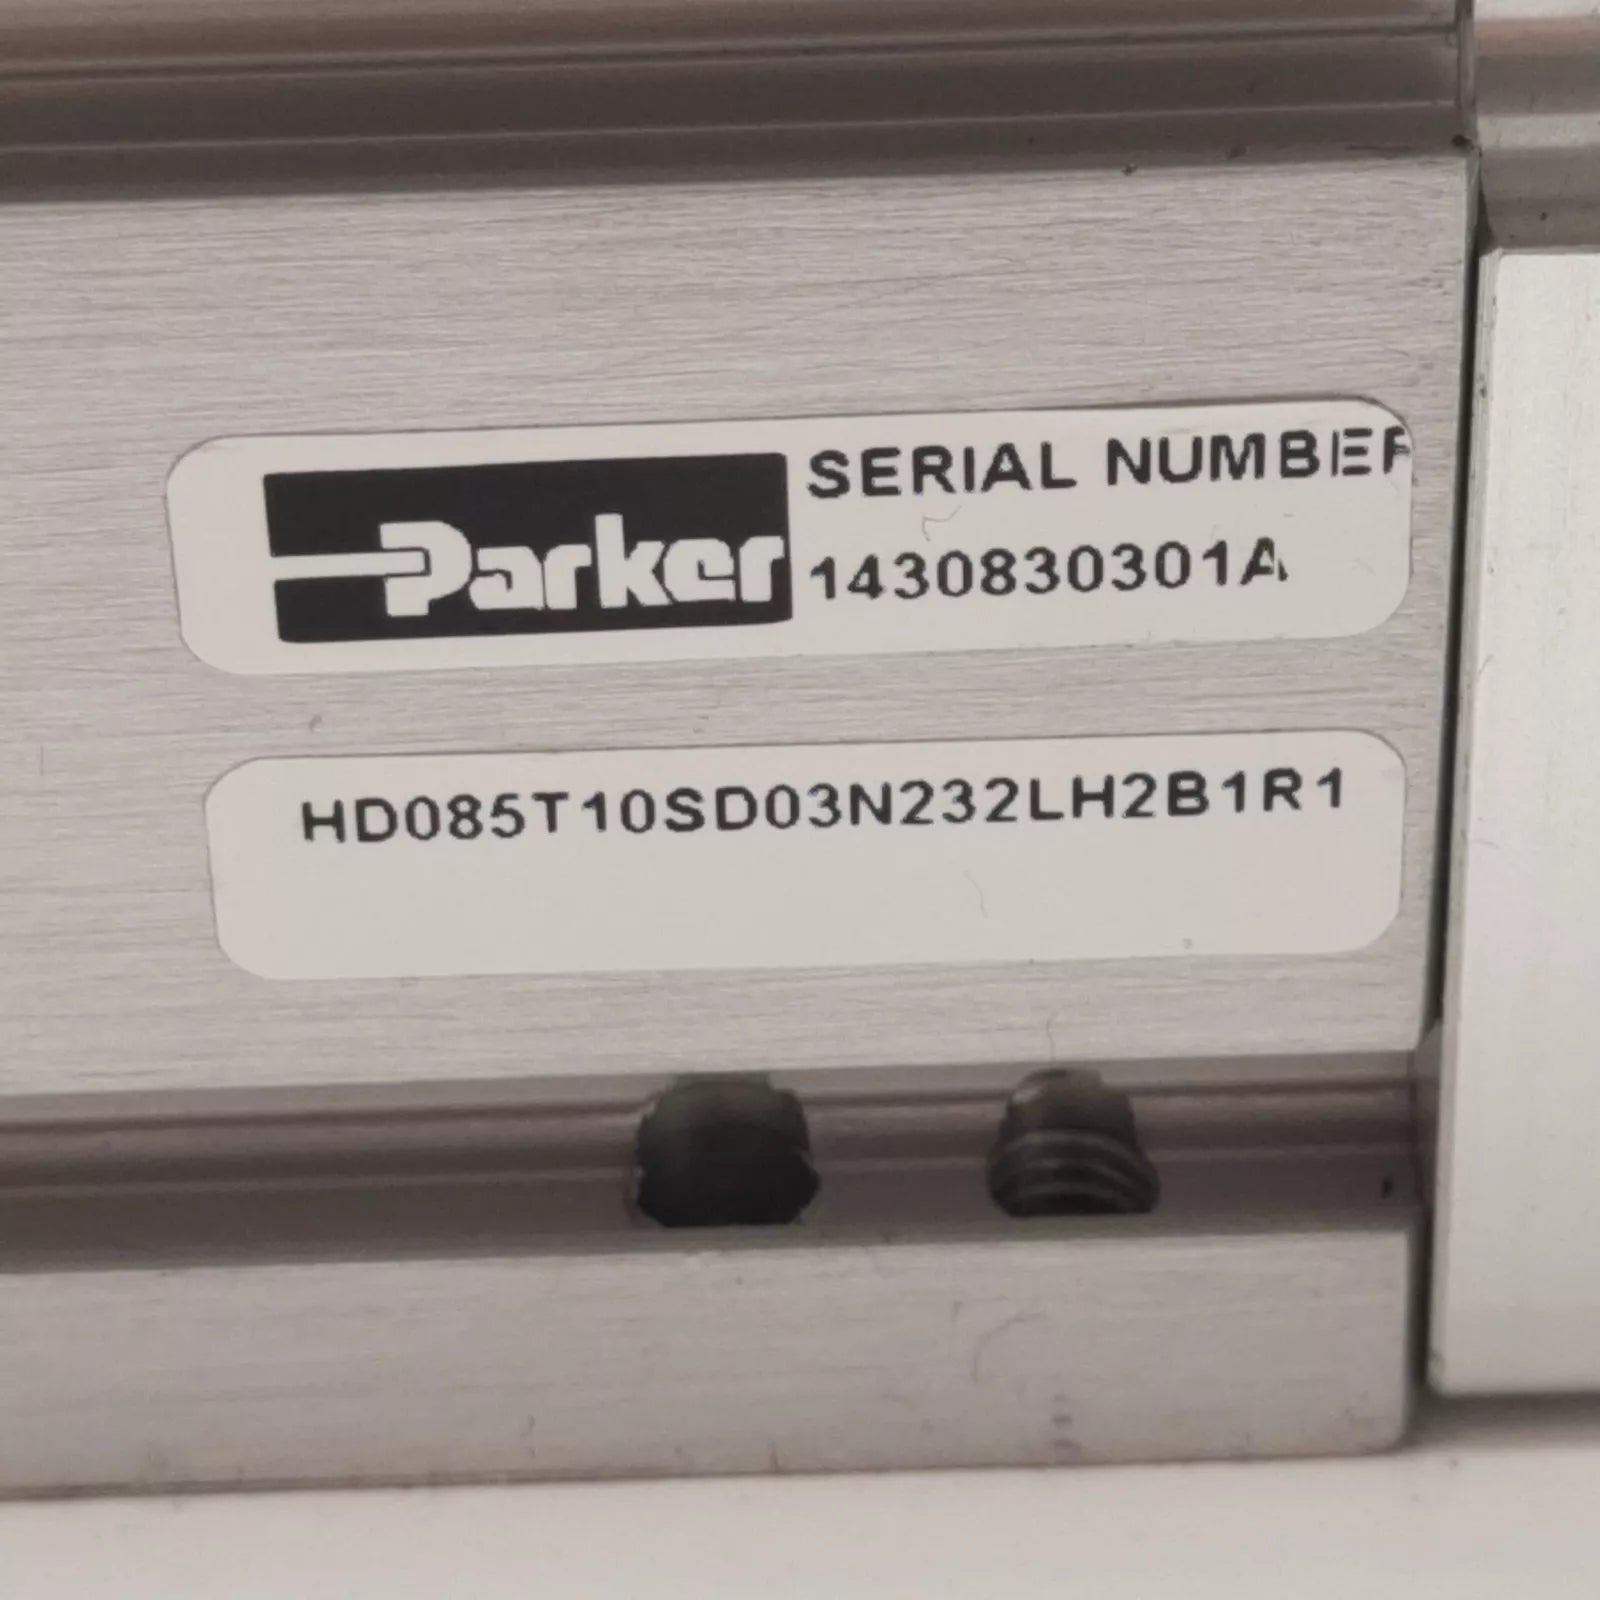 Parker
SERIAL NUMBER
1430830301A
HD085T10SD03N232LH2B1R1